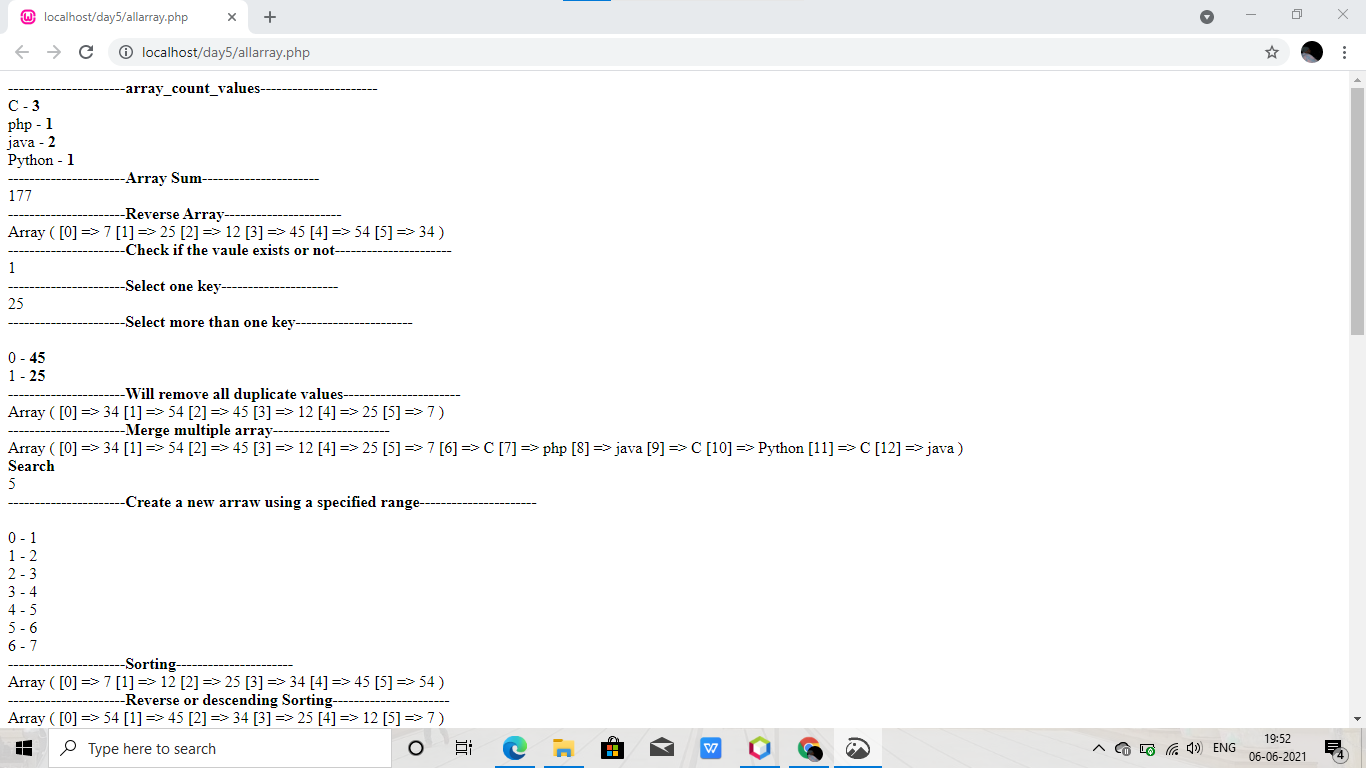 localhost/day5/allarray.php
localhost/day5/allarray.php
----------------------array_count_values----------------------
C - 3
php - 1
java - 2
Python - 1
----------------------Array Sum----------------------
177
----------------------Reverse Array----------------------
Array ( [0] => 7 [1] => 25 [2] => 12 [3] => 45 [4] => 54 [5] => 34 )
----------------------Check if the vaule exists or not----------------------
1
----------------------Select one key----------------------
25
----------------------Select more than one key----------------------
0 - 45
1 - 25
----------------------Will remove all duplicate values----------------------
Array ( [0] => 34 [1] => 54 [2] => 45 [3] => 12 [4] => 25 [5] => 7 )
----------------------Merge multiple array----------------------
Array ( [0] => 34 [1] => 54 [2] => 45 [3] => 12 [4] => 25 [5] => 7 [6] => C [7] => php [8] => java [9] => C [10] => Python [11] => C [12] => java )
Search
5
----------------------Create a new arraw using a specified range----------------------
0 - 1
1 - 2
2 - 3
3 - 4
4 - 5
5 - 6
6 - 7
----------------------Sorting----------------------
Array ( [0] => 7 [1] => 12 [2] => 25 [3] => 34 [4] => 45 [5] => 54 )
----------------------Reverse or descending Sorting----------------------
Array ( [0] => 54 [1] => 45 [2] => 34 [3] => 25 [4] => 12 [5] => 7 )
Type here to search
W
ENG
19:52
06-06-2021
4